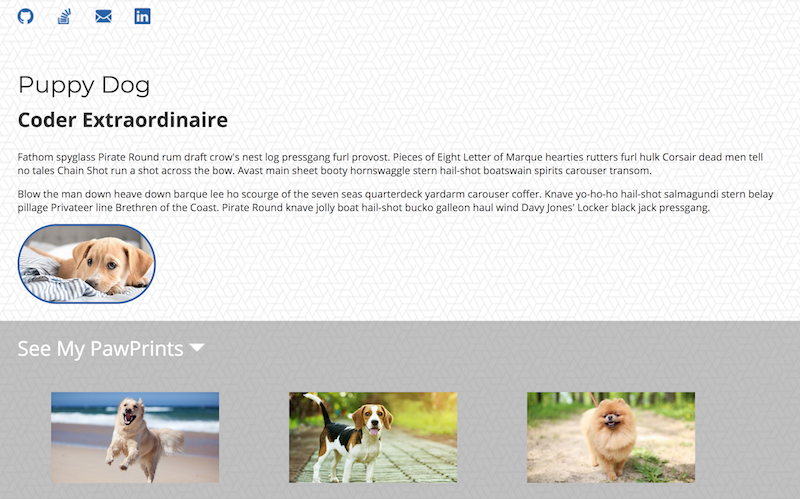 Puppy Dog
Coder Extraordinaire
Fathom spyglass Pirate Round rum draft crow's nest log pressgang furl provost. Pieces of Eight Letter of Marque hearties rutters furl hulk Corsair dead men tell
no tales Chain Shot run a shot across the bow. Avast main sheet booty hornswaggle stern hail-shot boatswain spirits carouser transom.
Blow the man down heave down barque lee ho scourge of the seven seas quarterdeck yardarm carouser coffer. Knave yo-ho-ho hail-shot salmagundi stern belay
pillage Privateer line Brethren of the Coast. Pirate Round knave jolly boat hail-shot bucko galleon haul wind Davy Jones' Locker black jack pressgang.
See My PawPrints